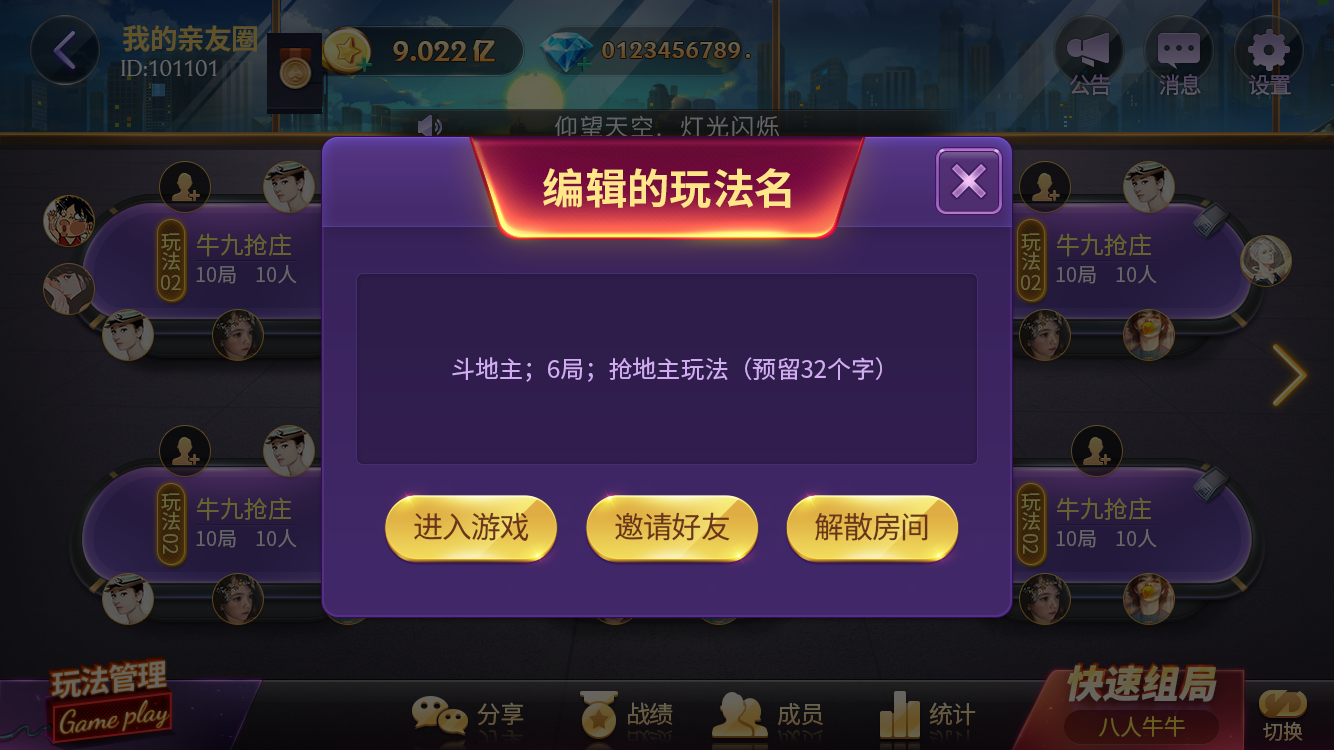 我的亲友圈
ID:101101
9.022亿
0123456789.
公告
消息
设置
仰望天空，灯光闪烁
编辑的玩法名
玩法02
牛九抢庄
10局 10人
玩法02
牛九抢庄
10局 10人
斗地主；6局；抢地主玩法（预留32个字）
进入游戏
邀请好友
解散房间
玩法02
牛九抢庄
10局 10人
玩法02
牛九抢庄
10局 10人
玩法管理
Game play
分享
战绩
成员
统计
快速组局
八人牛牛
切换